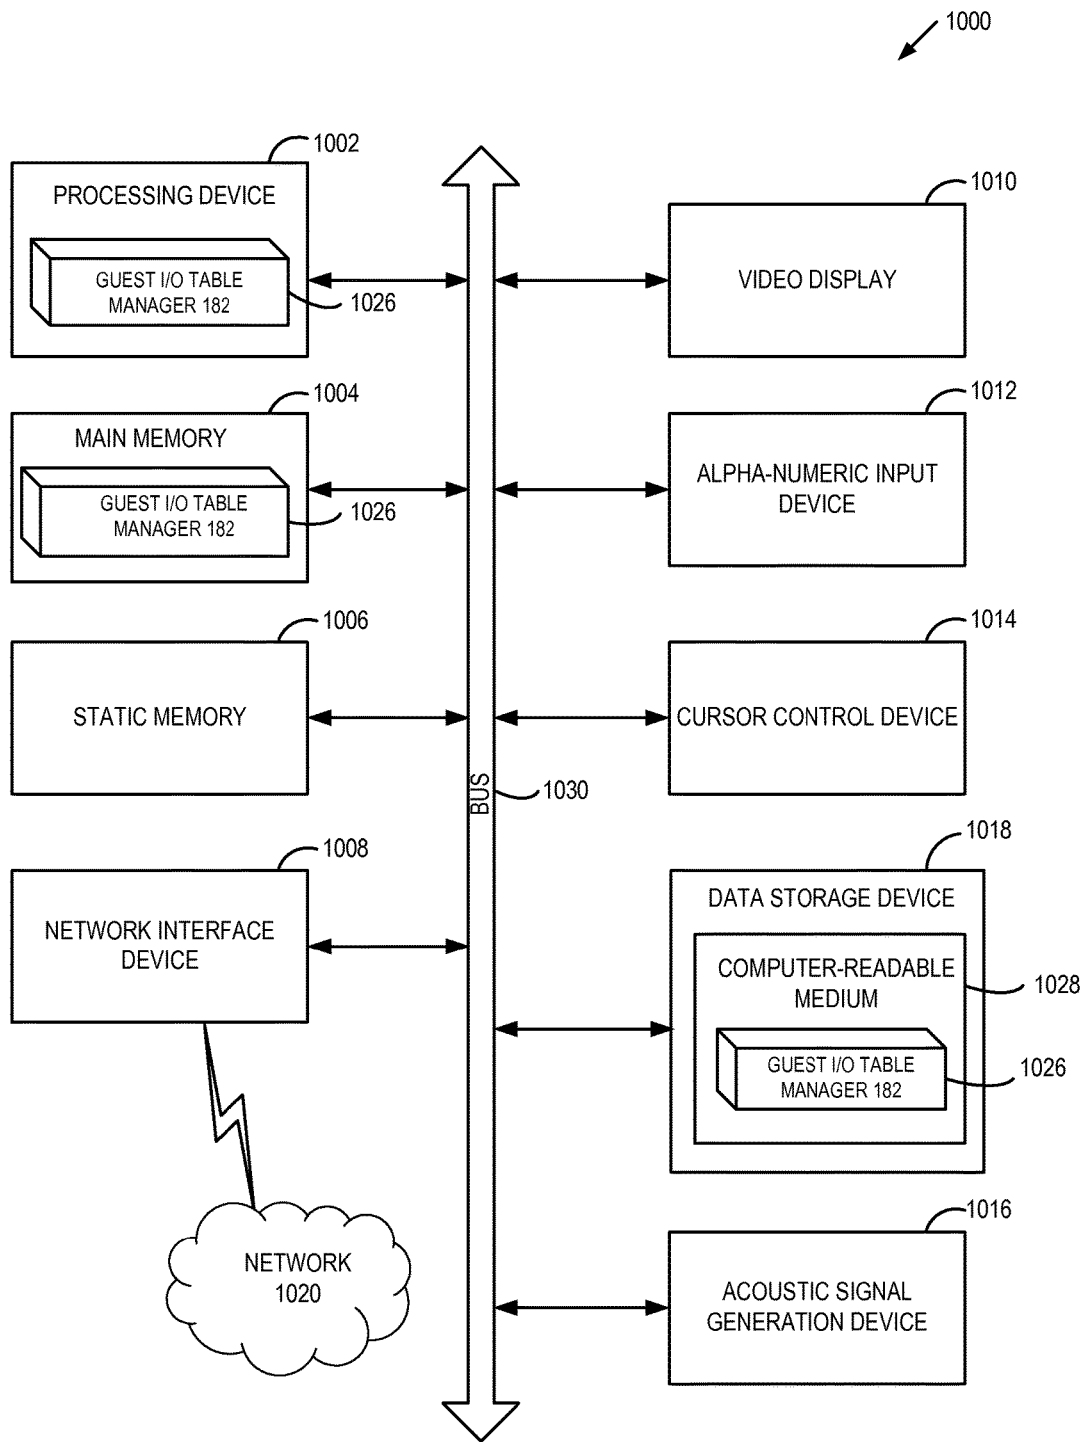 1000
1002
PROCESSING DEVICE
GUEST I/O TABLE
MANAGER 182
1026
1004
MAIN MEMORY
GUEST I/O TABLE
MANAGER 182
1026
1006
STATIC MEMORY
1008
NETWORK INTERFACE
DEVICE
NETWORK
1020
BUS
1030
1010
VIDEO DISPLAY
1012
ALPHA-NUMERIC INPUT
DEVICE
1014
CURSOR CONTROL DEVICE
1018
DATA STORAGE DEVICE
COMPUTER-READABLE
MEDIUM
1028
GUEST I/O TABLE
MANAGER 182
1026
1016
ACOUSTIC SIGNAL
GENERATION DEVICE